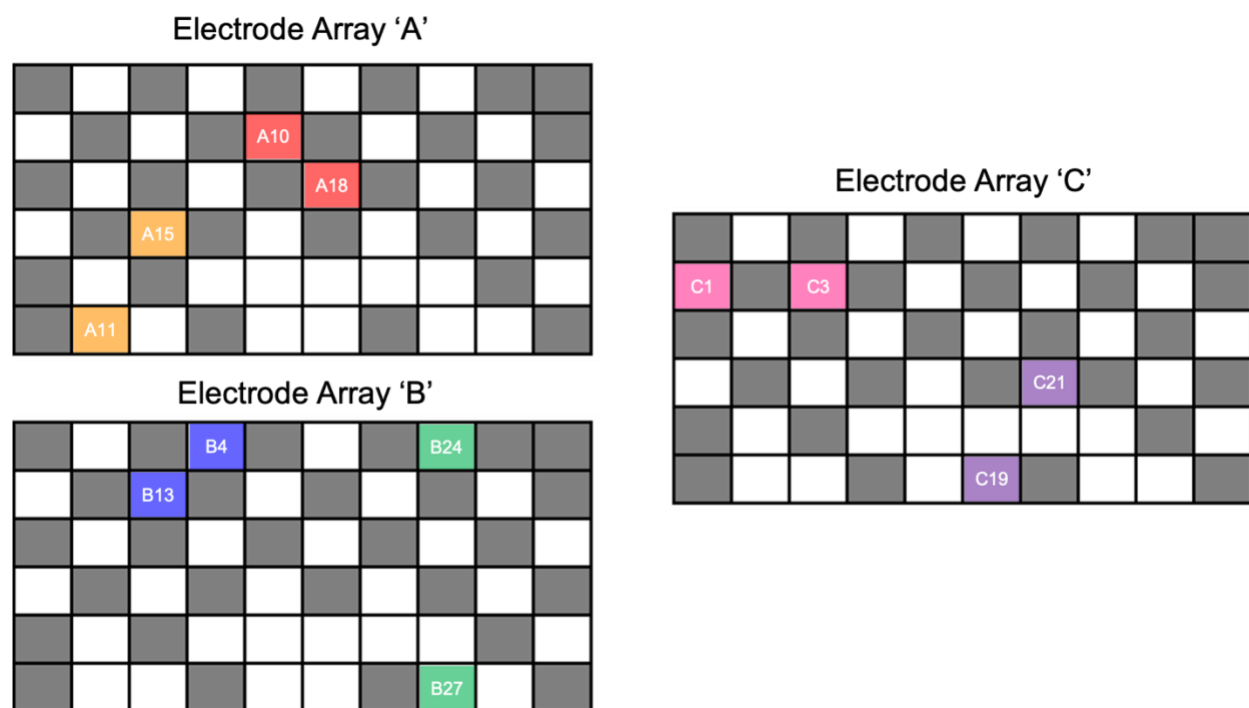 Electrode Array ‘A’
A10
A18
A15
A11
Electrode Array ‘B’
B4
B24
B13
B27
Electrode Array ‘C’
C1
C3
C21
C19